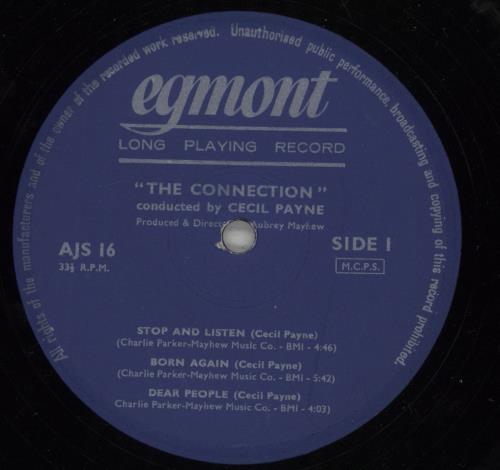 All rights of the manufacturers and of the owner of the recorded work reserved. Unauthorised public performance, broadcasting and copying of this record prohibited.
egmont
LONG PLAYING RECORD
"THE CONNECTION"
conducted by CECIL PAYNE
Produced & Direct Aubrey Mayhew
AJS 16
33⅓ R.P.M.
SIDE 1
M.C.P.S.
STOP AND LISTEN (Cecil Payne)
(Charlie Parker-Mayhew Music Co. - BMI - 4:46)
BORN AGAIN (Cecil Payne)
(Charlie Parker-Mayhew Music Co. - BMI - 5:42)
DEAR PEOPLE (Cecil Payne)
Charlie Parker-Mayhew Music Co. - BMI - 4:03)